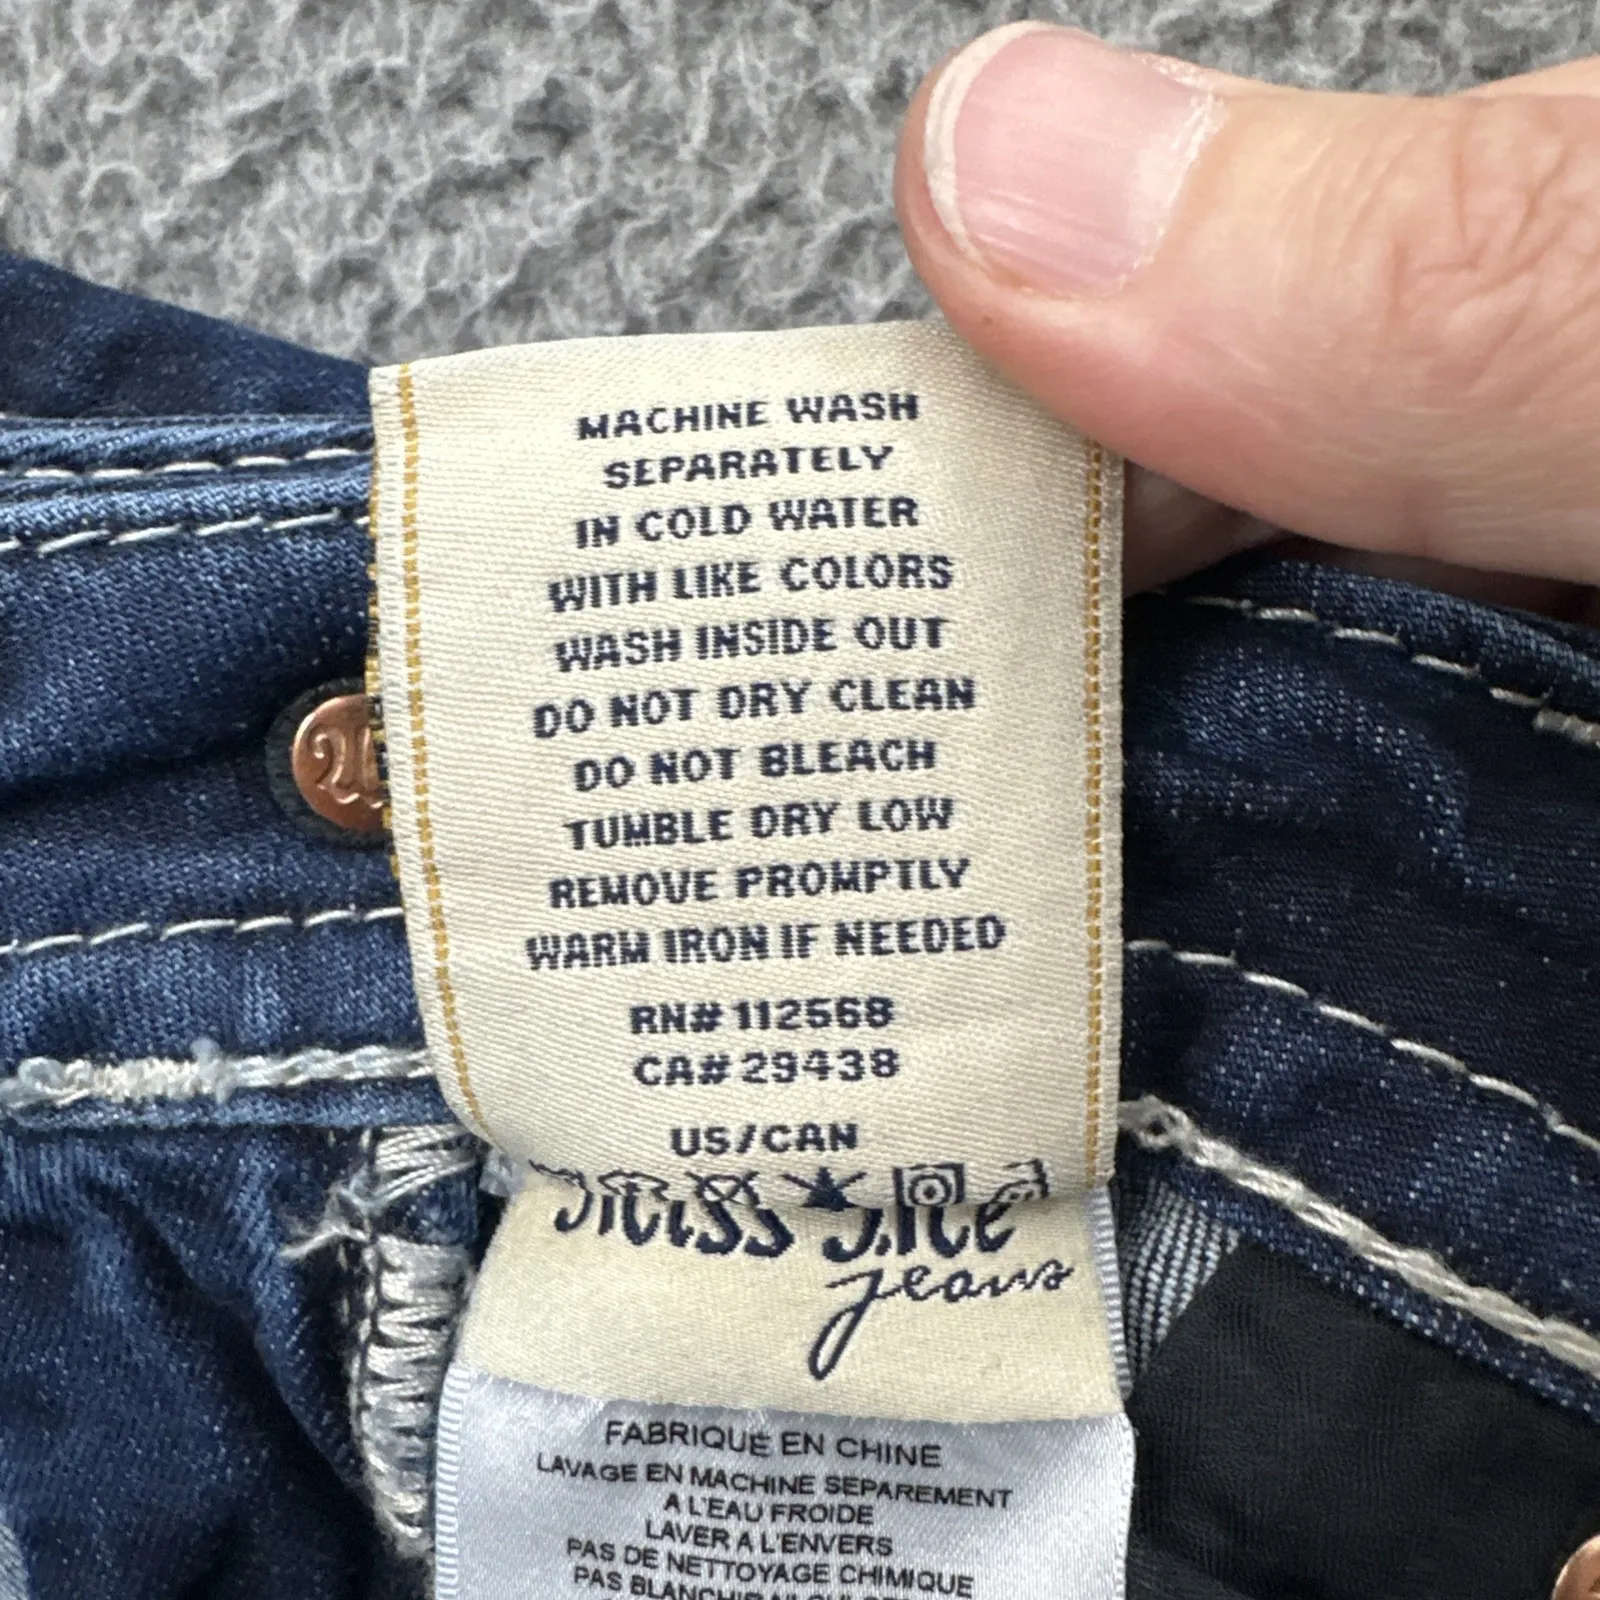 MACHINE WASH
SEPARATELY
IN COLD WATER
WITH LIKE COLORS
WASH INSIDE OUT
DO NOT DRY CLEAN
DO NOT BLEACH
TUMBLE DRY LOW
REMOVE PROMPTLY
WARM IRON IF NEEDED
RN# 112568
CA# 29438
US/CAN
Miss Me
jeans
FABRIQUE EN CHINE
LAVAGE EN MACHINE SEPAREMENT
A L'EAU FROIDE
LAVER A L'ENVERS
PAS DE NETTOYAGE CHIMIQUE
PAS